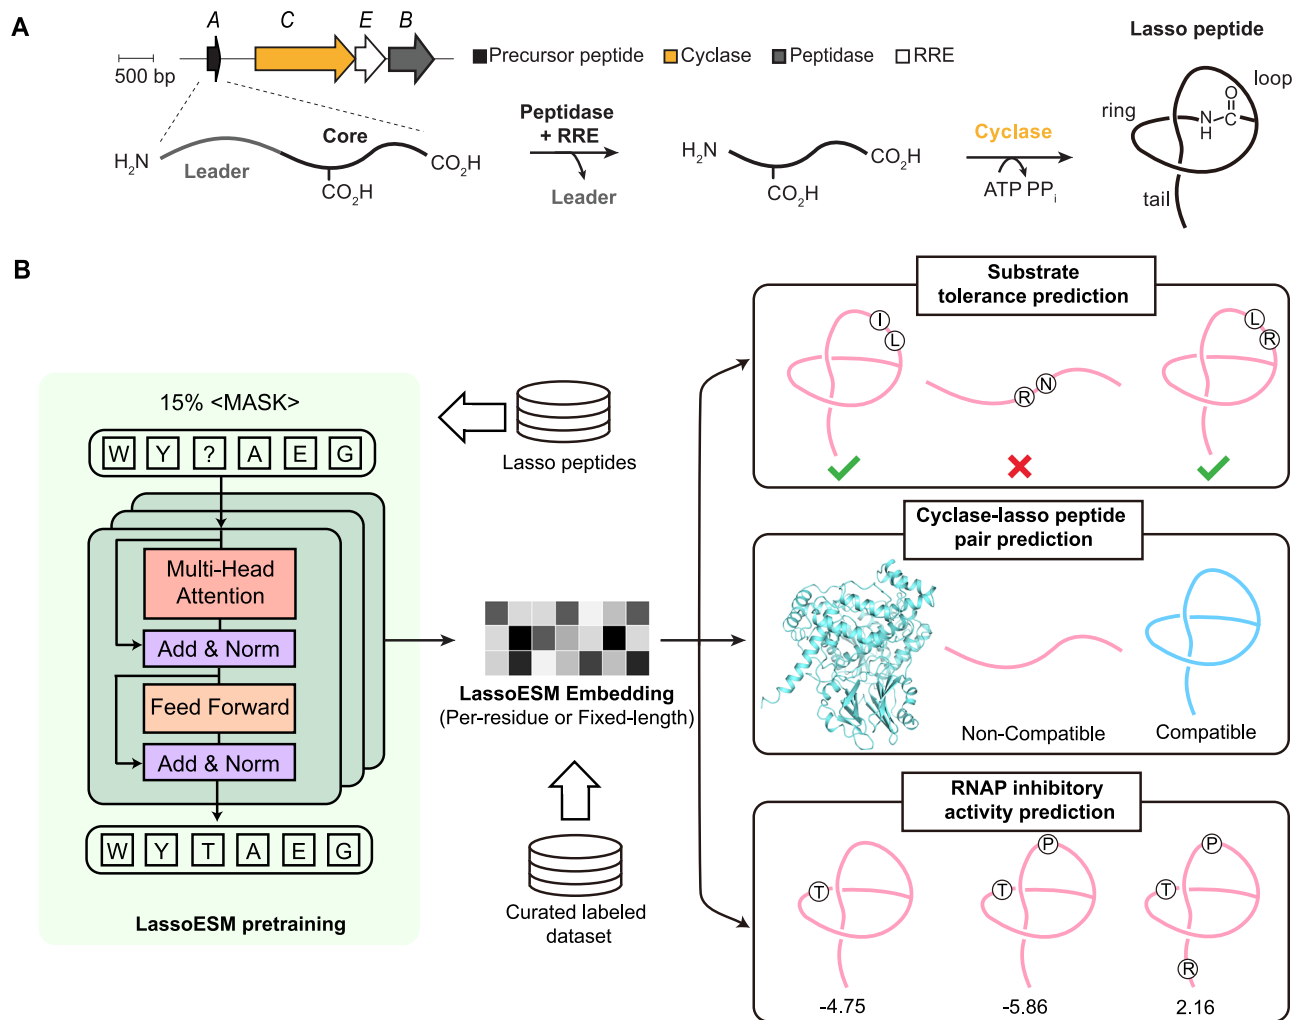 A
A C E B
500 bp
Precursor peptide Cyclase Peptidase RRE
Lasso peptide
loop
ring
O
N C
H
tail
H₂N
Leader
Core
CO₂H
CO₂H
Peptidase
+ RRE
Leader
H₂N
CO₂H
CO₂H
Cyclase
ATP PPᵢ
B
15% <MASK>
W Y ? A E G
Multi-Head
Attention
Add & Norm
Feed Forward
Add & Norm
W Y T A E G
LassoESM pretraining
Lasso peptides
LassoESM Embedding
(Per-residue or Fixed-length)
Curated labeled
dataset
Substrate
tolerance prediction
I
L
R N
L
R
Cyclase-lasso peptide
pair prediction
Non-Compatible
Compatible
RNAP inhibitory
activity prediction
T
-4.75
P
T
-5.86
P
T
R
2.16